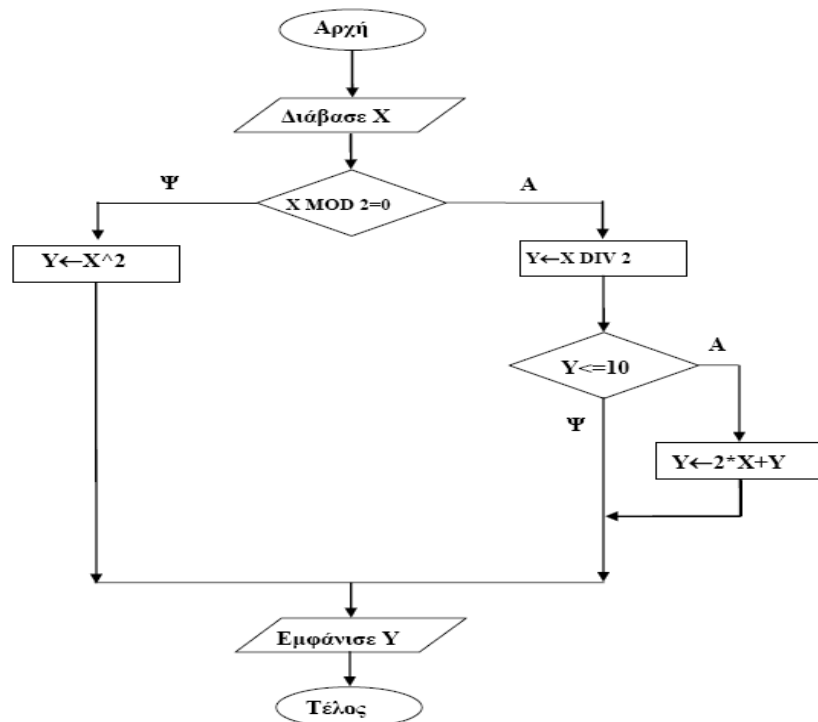 Αρχή
Διάβασε Χ
Ψ
Α
X MOD 2=0
Y←X^2
Y←X DIV 2
Y<=10
Α
Ψ
Y←2*X+Y
Εμφάνισε Υ
Τέλος